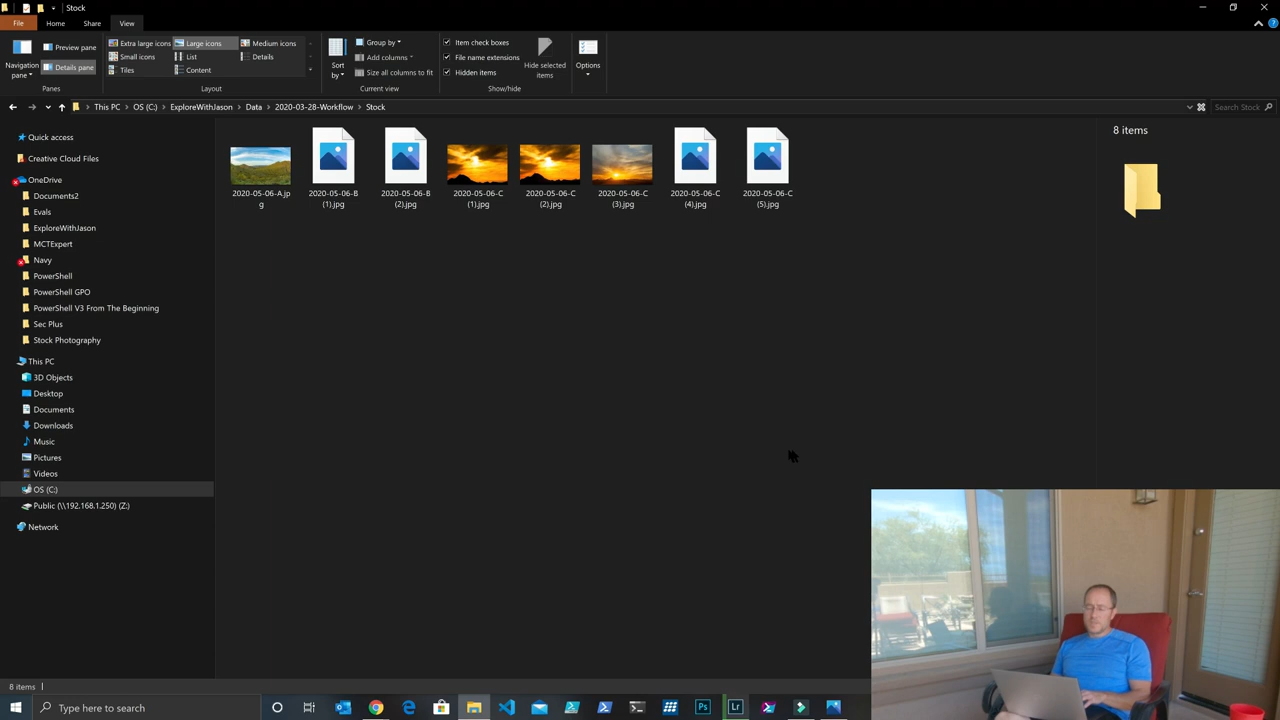 Stock
File
Home
Share
View
Navigation
pane
Preview pane
Details pane
Panes
Extra large icons
Large icons
Medium icons
Small icons
List
Details
Tiles
Content
Layout
Sort
by
Group by
Add columns
Size all columns to fit
Current view
Item check boxes
File name extensions
Hidden items
Hide selected
items
Show/hide
Options
This PC
OS (C:)
ExploreWithJason
Data
2020-03-28-Workflow
Stock
Search Stock
Quick access
Creative Cloud Files
OneDrive
Documents2
Evals
ExploreWithJason
MCTExpert
Navy
PowerShell
PowerShell GPO
PowerShell V3 From The Beginning
Sec Plus
Stock Photography
This PC
3D Objects
Desktop
Documents
Downloads
Music
Pictures
Videos
OS (C:)
Public (\\192.168.1.250) (Z:)
Network
2020-05-06-A.jp
g
2020-05-06-B
(1).jpg
2020-05-06-B
(2).jpg
2020-05-06-C
(1).jpg
2020-05-06-C
(2).jpg
2020-05-06-C
(3).jpg
2020-05-06-C
(4).jpg
2020-05-06-C
(5).jpg
8 items
8 items
Type here to search
Ps
Lr